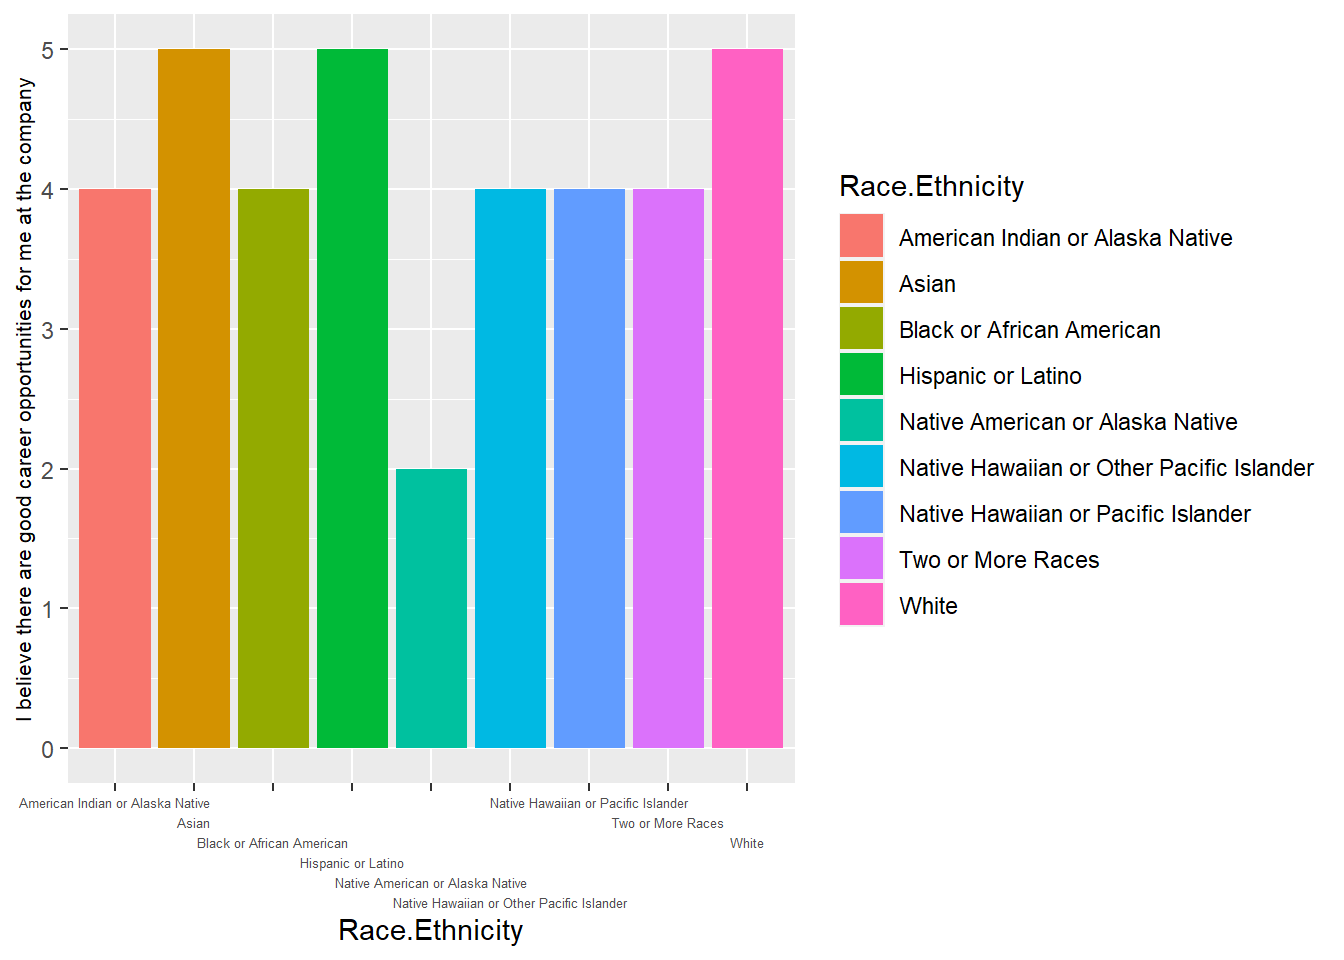 I believe there are good career opportunities for me at the company
5
4
3
2
1
0
American Indian or Alaska Native
Asian
Black or African American
Hispanic or Latino
Native American or Alaska Native
Native Hawaiian or Other Pacific Islander
Native Hawaiian or Pacific Islander
Two or More Races
White
Race.Ethnicity
Race.Ethnicity
American Indian or Alaska Native
Asian
Black or African American
Hispanic or Latino
Native American or Alaska Native
Native Hawaiian or Other Pacific Islander
Native Hawaiian or Pacific Islander
Two or More Races
White